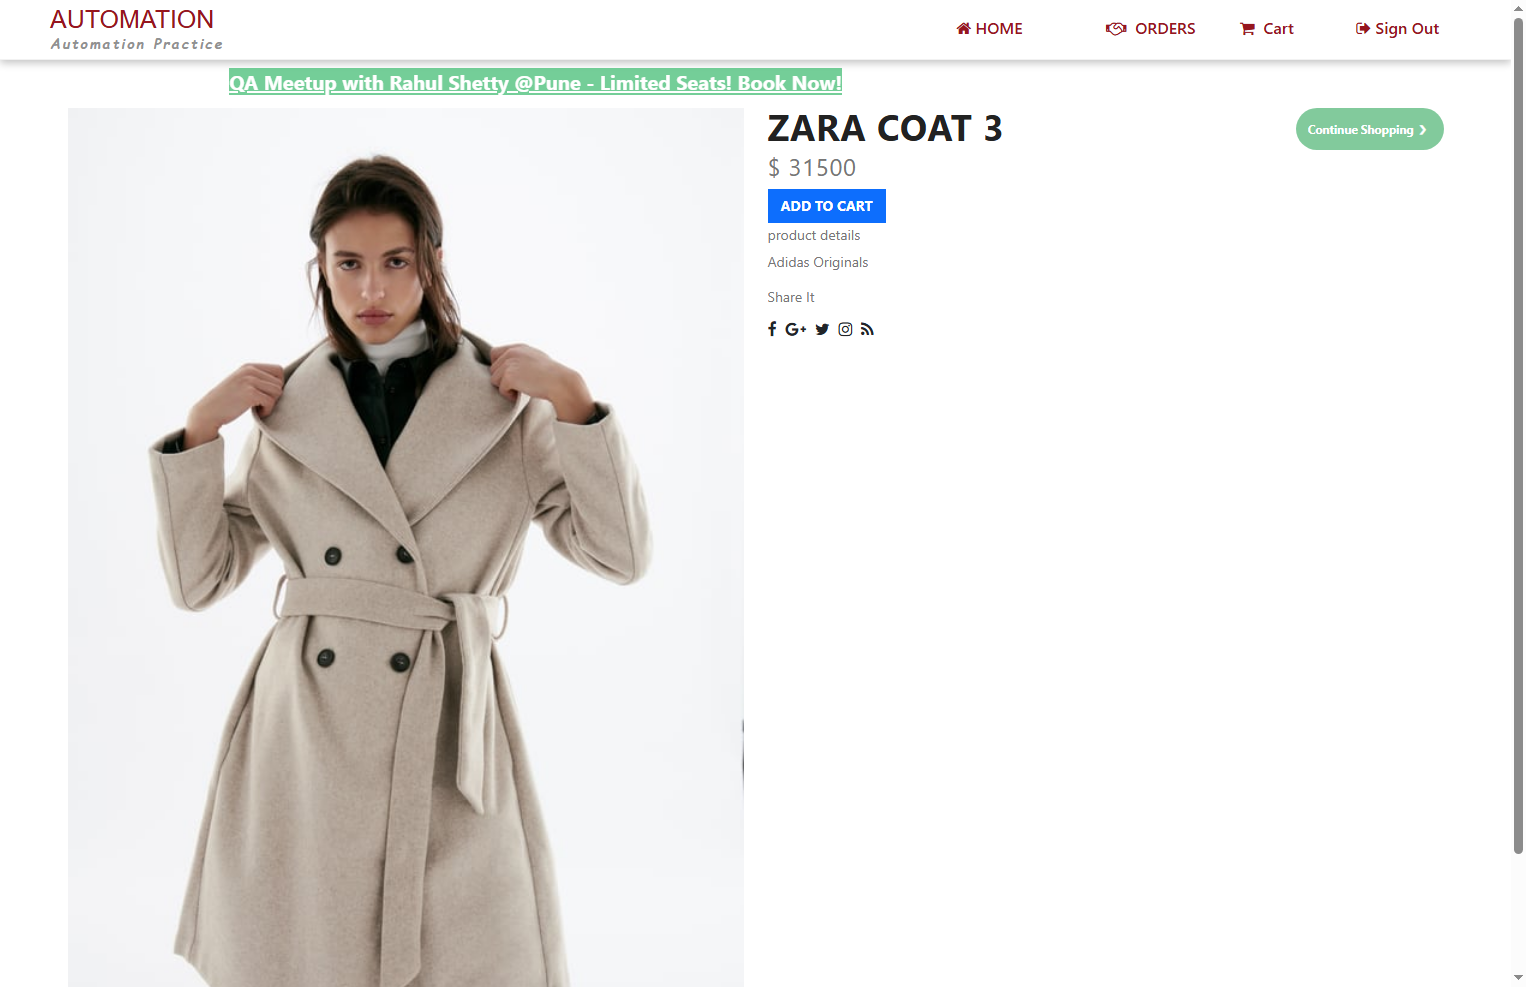 AUTOMATION
Automation Practice
HOME
ORDERS
Cart
Sign Out
QA Meetup with Rahul Shetty @Pune - Limited Seats! Book Now!
ZARA COAT 3
Continue Shopping
$ 31500
ADD TO CART
product details
Adidas Originals
Share It